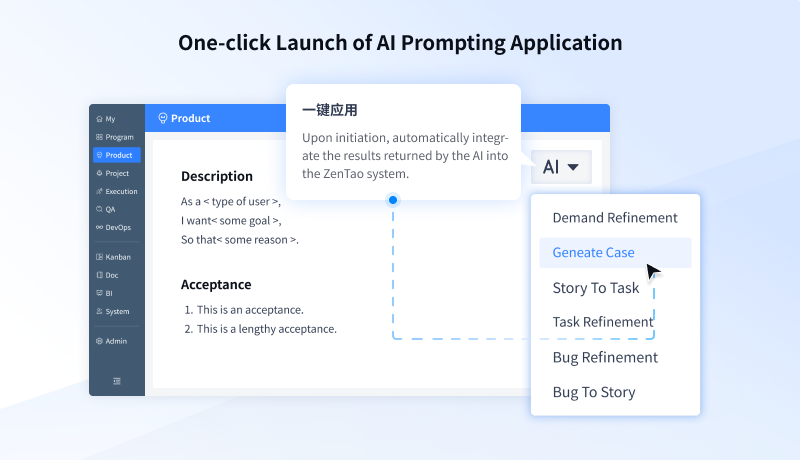 One-click Launch of AI Prompting Application
My
Program
Product
Project
Execution
QA
DevOps
Kanban
Doc
BI
System
Admin
Product
一键应用
Upon initiation, automatically integr-
ate the results returned by the AI into
the ZenTao system.
Description
As a < type of user >,
I want< some goal >,
So that< some reason >.
Acceptance
1. This is an acceptance.
2. This is a lengthy acceptance.
AI
Demand Refinement
Geneate Case
Story To Task
Task Refinement
Bug Refinement
Bug To Story